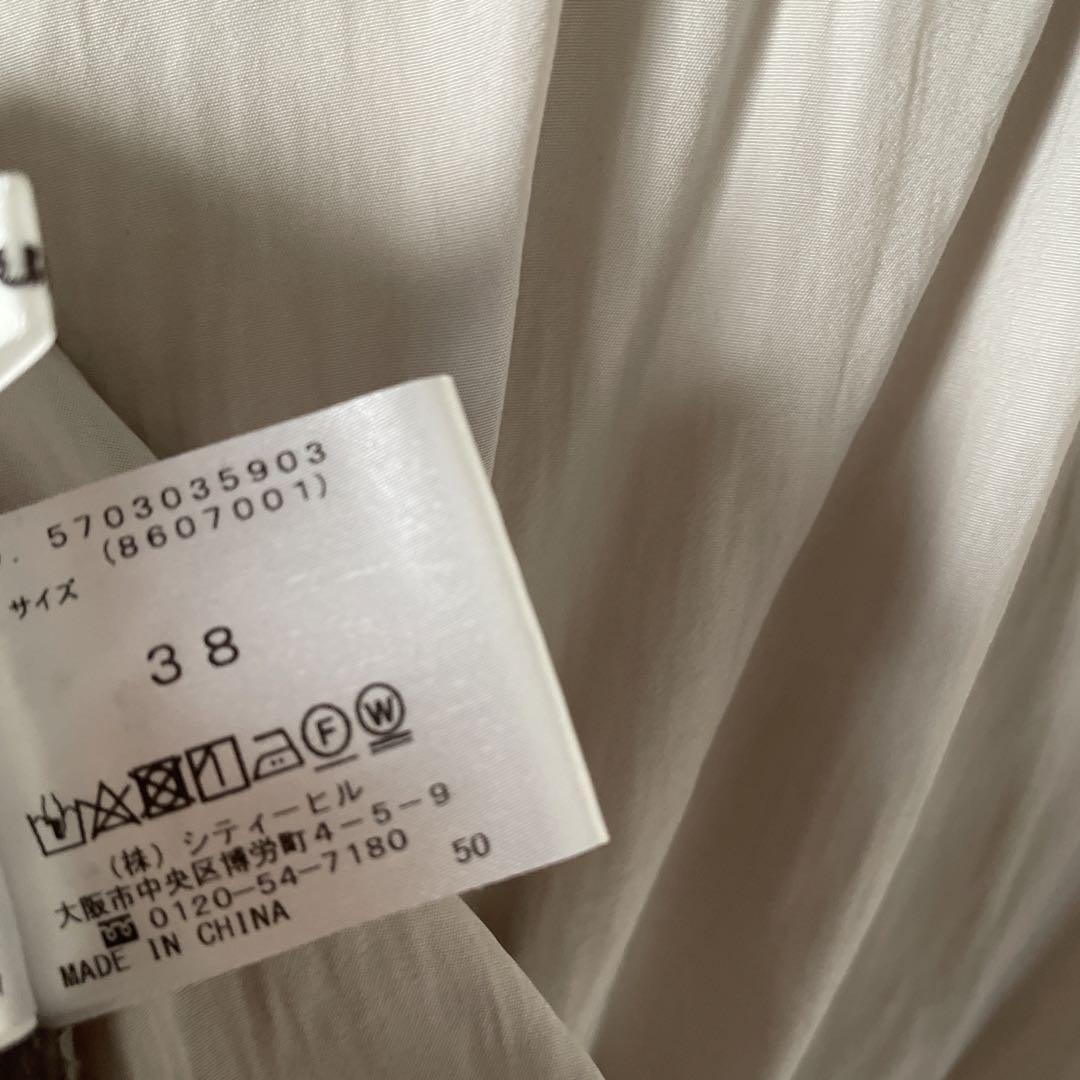 . 5703035903
(8607001)
サイズ
38
F W
(株) シティーヒル
大阪市中央区博労町4-5-9
0120-54-7180
50
MADE IN CHINA